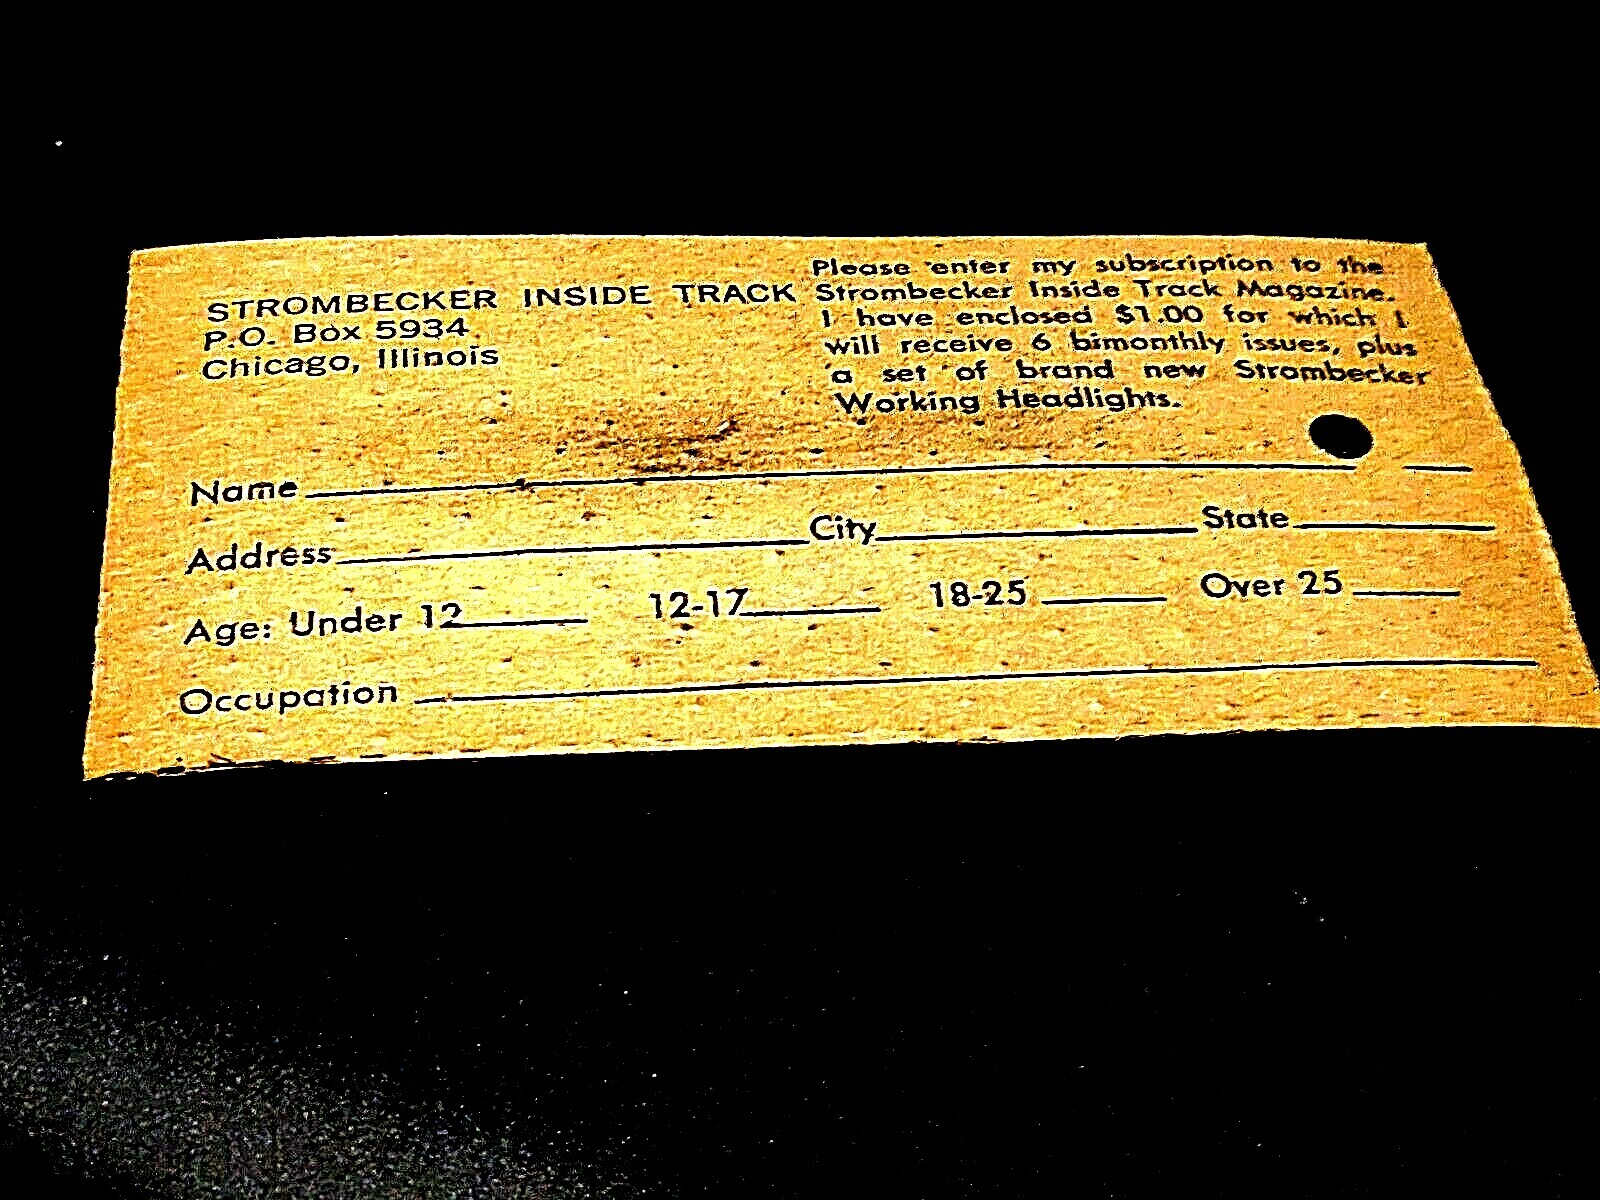 STROMBECKER INSIDE TRACK
P.O. Box 5934
Chicago, Illinois
Please enter my subscription to the
Strombecker Inside Track Magazine.
I have enclosed $1.00 for which I
will receive 6 bimonthly issues, plus
a set of brand new Strombecker
Working Headlights.
Name
Address City State
Age: Under 12 12-17 18-25 Over 25
Occupation